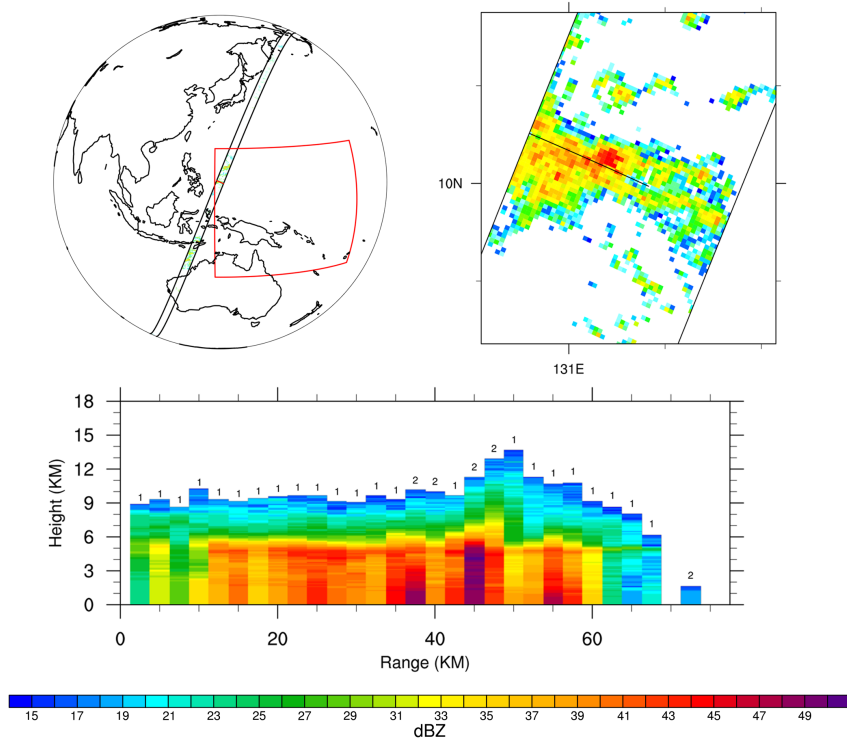 10N
131E
18
15
12
9
6
3
0
Height (KM)
1 1 1 1 1 1 1 1 1 1 1 1 1 1 2 2 1 2 2 1 1 1 1 1 1 1 1 2
0 20 40 60
Range (KM)
15 17 19 21 23 25 27 29 31 33 35 37 39 41 43 45 47 49
dBZ